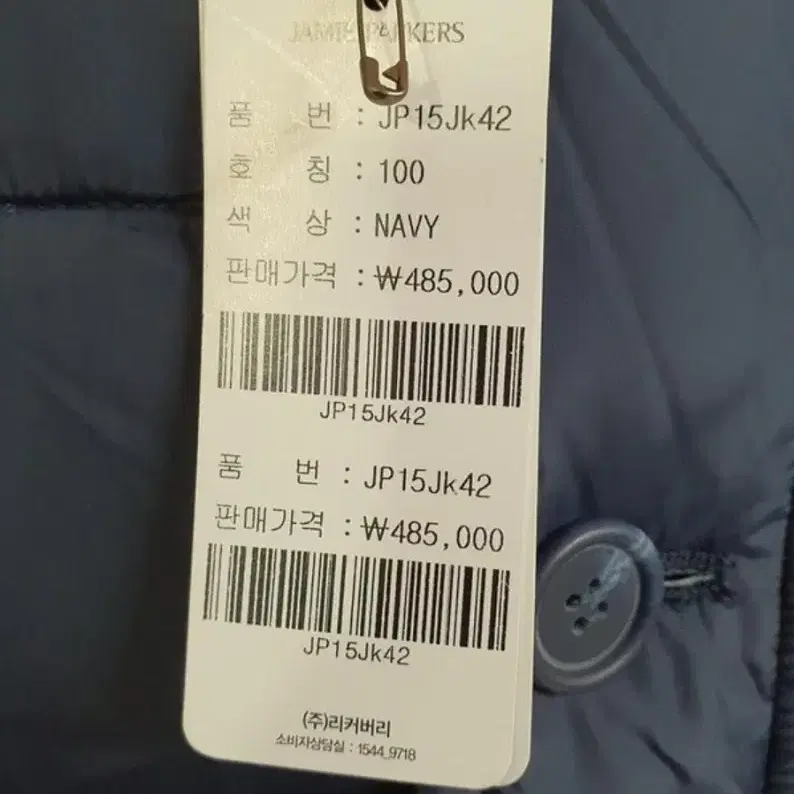 JAMIE PARKERS
품 번 : JP15Jk42
호 칭 : 100
색 상 : NAVY
판매가격 : ₩485,000
JP15Jk42
품 번 : JP15Jk42
판매가격 : ₩485,000
JP15Jk42
(주)리커버리
소비자상담실 : 1544_9718